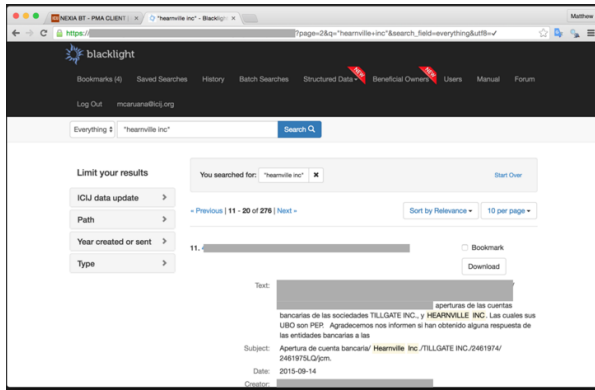 NEXIA BT - PMA CLIENT
"hearnville inc" - Blacklight
Matthew
https://
?page=2&q="hearnville+inc"&search_field=everything&utf8=✓
blacklight
Bookmarks (4) Saved Searches History Batch Searches Structured Data NEW Beneficial Owners NEW Users Manual Forum
Log Out mcaruana@icij.org
Everything "hearnville inc" Search
Limit your results
ICIJ data update
Path
Year created or sent
Type
You searched for: "hearnville inc" ✖ Start Over
« Previous | 11 - 20 of 276 | Next »
Sort by Relevance
10 per page
11.
Bookmark
Download
Text:
aperturas de las cuentas
bancarias de las sociedades TILLGATE INC., y HEARNVILLE INC. Las cuales sus
UBO son PEP. Agradecemos nos informen si han obtenido alguna respuesta de
las entidades bancarias a las
Subject: Apertura de cuenta bancaria/ Hearnville Inc./TILLGATE INC./2461974/
2461975LQ/jcm.
Date: 2015-09-14
Creator: